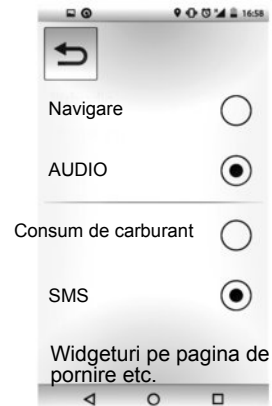 16:58
Navigare
AUDIO
Consum de carburant
SMS
Widgeturi pe pagina de
pornire etc.